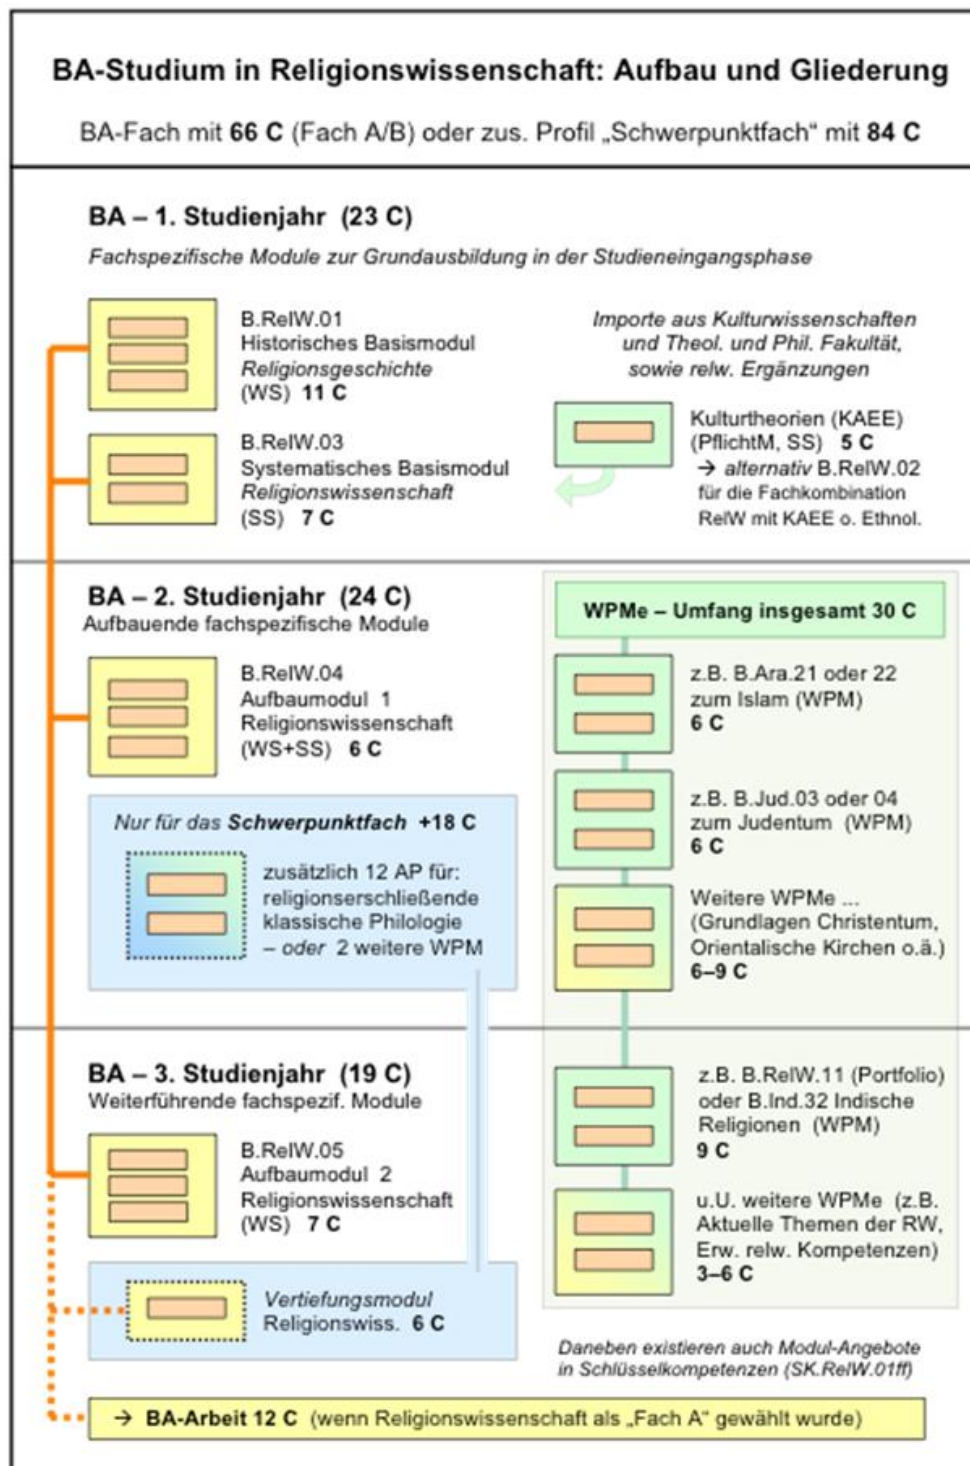 BA-Studium in Religionswissenschaft: Aufbau und Gliederung
BA-Fach mit 66 C (Fach A/B) oder zus. Profil „Schwerpunktfach“ mit 84 C
BA – 1. Studienjahr (23 C)
Fachspezifische Module zur Grundausbildung in der Studieneingangsphase
B.RelW.01
Historisches Basismodul
Religionsgeschichte
(WS) 11 C
B.RelW.03
Systematisches Basismodul
Religionswissenschaft
(SS) 7 C
Importe aus Kulturwissenschaften
und Theol. und Phil. Fakultät,
sowie relw. Ergänzungen
Kulturtheorien (KAEE)
(PflichtM, SS) 5 C
→ alternativ B.RelW.02
für die Fachkombination
RelW mit KAEE o. Ethnol.
BA – 2. Studienjahr (24 C)
Aufbauende fachspezifische Module
B.RelW.04
Aufbaumodul 1
Religionswissenschaft
(WS+SS) 6 C
Nur für das Schwerpunktfach +18 C
zusätzlich 12 AP für:
religionserschließende
klassische Philologie
– oder 2 weitere WPM
WPMe – Umfang insgesamt 30 C
z.B. B.Ara.21 oder 22
zum Islam (WPM)
6 C
z.B. B.Jud.03 oder 04
zum Judentum (WPM)
6 C
Weitere WPMe ...
(Grundlagen Christentum,
Orientalische Kirchen o.ä.)
6–9 C
BA – 3. Studienjahr (19 C)
Weiterführende fachspezif. Module
B.RelW.05
Aufbaumodul 2
Religionswissenschaft
(WS) 7 C
Vertiefungsmodul
Religionswiss. 6 C
z.B. B.RelW.11 (Portfolio)
oder B.Ind.32 Indische
Religionen (WPM)
9 C
u.U. weitere WPMe (z.B.
Aktuelle Themen der RW,
Erw. relw. Kompetenzen)
3–6 C
Daneben existieren auch Modul-Angebote
in Schlüsselkompetenzen (SK.RelW.01ff)
→ BA-Arbeit 12 C (wenn Religionswissenschaft als „Fach A“ gewählt wurde)